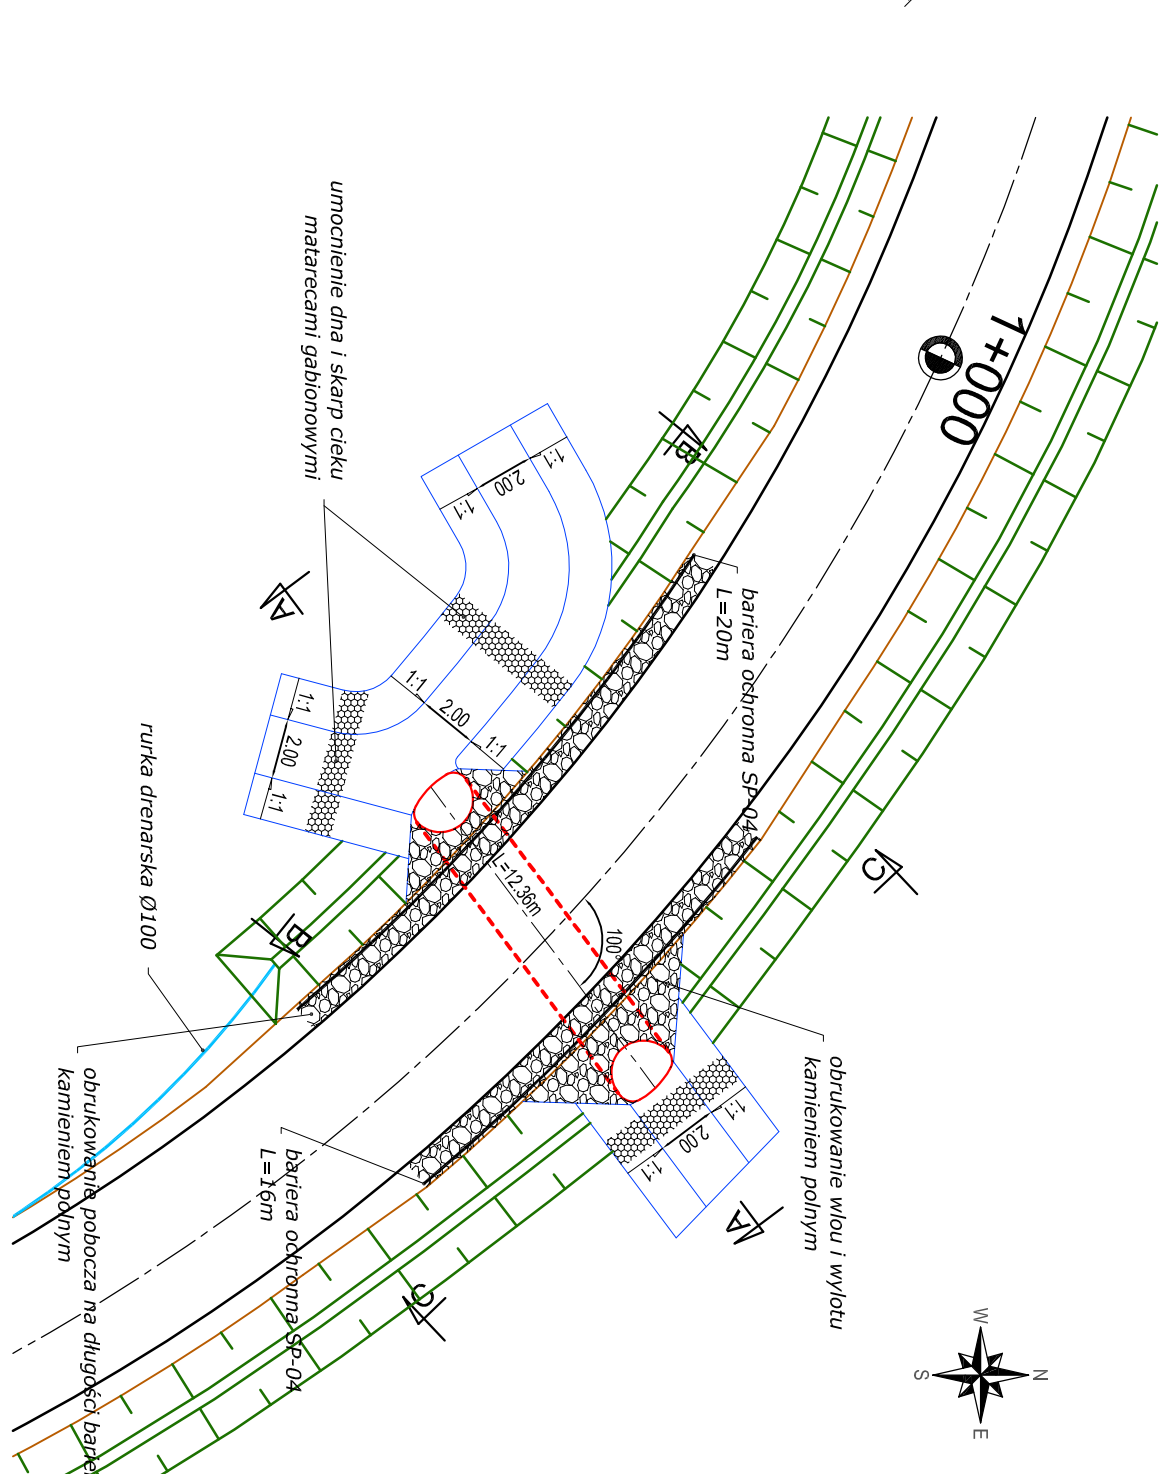 1+000
umocnienie dna i skarp cieku
matarecami gabionowymi
B
1:1
2.00
1:1
A
bariera ochronna SP-04
L=20m
1:1
2.00
1:1
1:1
2.00
1:1
rurka drenarska Ø100
L=12.36m
100°
C
B
obrukowanie wlou i wylotu
kamieniem polnym
1:1
2.00
1:1
A
obrukowanie pobocza na długości barier
kamieniem polnym
bariera ochronna SP-04
L=16m
C
W
N
S
E